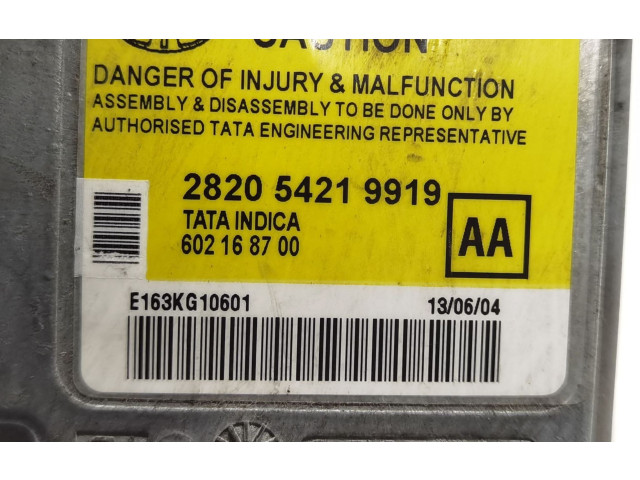 CAUTION
DANGER OF INJURY & MALFUNCTION
ASSEMBLY & DISASSEMBLY TO BE DONE ONLY BY
AUTHORISED TATA ENGINEERING REPRESENTATIVE
2820 5421 9919
TATA INDICA
602 16 87 00
AA
E163KG10601
13/06/04